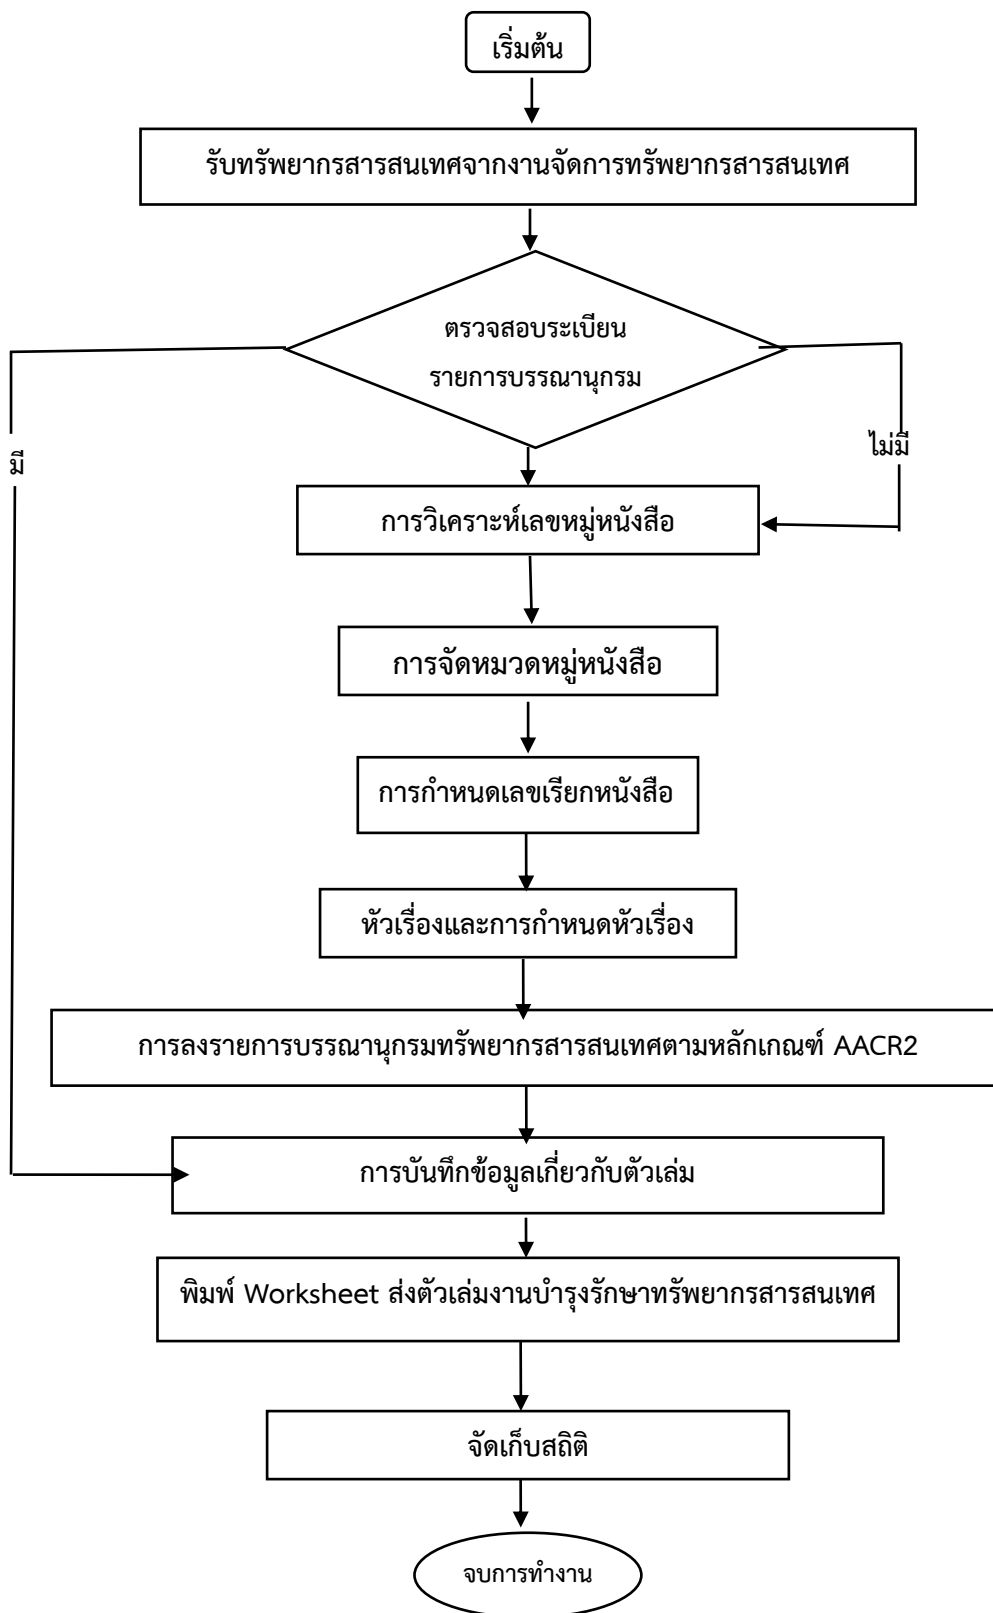 เริ่มต้น
รับทรัพยากรสารสนเทศจากงานจัดการทรัพยากรสารสนเทศ
ตรวจสอบระเบียน
รายการบรรณานุกรม
มี
ไม่มี
การวิเคราะห์เลขหมู่หนังสือ
การจัดหมวดหมู่หนังสือ
การกำหนดเลขเรียกหนังสือ
หัวเรื่องและการกำหนดหัวเรื่อง
การลงรายการบรรณานุกรมทรัพยากรสารสนเทศตามหลักเกณฑ์ AACR2
การบันทึกข้อมูลเกี่ยวกับตัวเล่ม
พิมพ์ Worksheet ส่งตัวเล่มงานบำรุงรักษาทรัพยากรสารสนเทศ
จัดเก็บสถิติ
จบการทำงาน